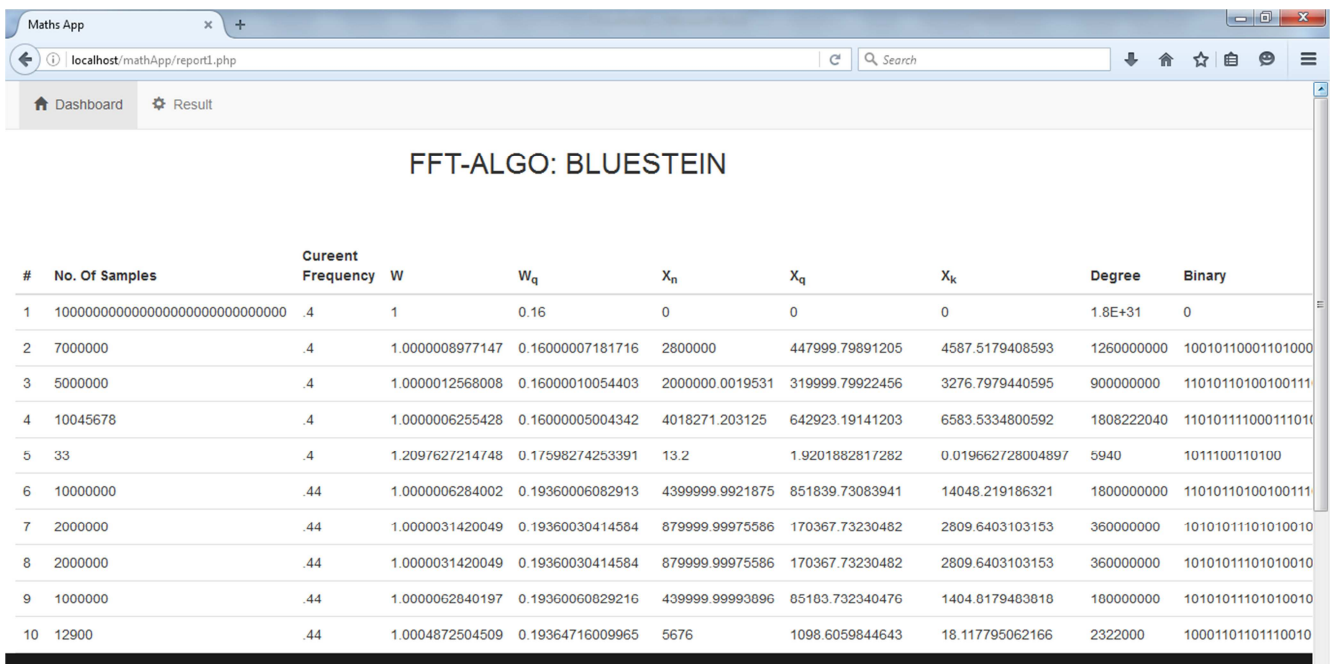 Maths App
localhost/mathApp/report1.php
Search
Dashboard Result
FFT-ALGO: BLUESTEIN
# No. Of Samples Cureent Frequency W Wq Xn Xq Xk Degree Binary
1 100000000000000000000000000000 .4 1 0.16 0 0 0 1.8E+31 0
2 7000000 .4 1.0000008977147 0.16000007181716 2800000 447999.79891205 4587.5179408593 1260000000 10010110001101000
3 5000000 .4 1.0000012568008 0.16000010054403 2000000.0019531 319999.79922456 3276.7979440595 900000000 11010110100100111
4 10045678 .4 1.0000006255428 0.16000005004342 4018271.203125 642923.19141203 6583.5334800592 1808222040 110101111000111010
5 33 .4 1.2097627214748 0.17598274253391 13.2 1.9201882817282 0.019662728004897 5940 1011100110100
6 10000000 .44 1.0000006284002 0.19360006082913 4399999.9921875 851839.73083941 14048.219186321 1800000000 11010110100100111
7 2000000 .44 1.0000031420049 0.19360030414584 879999.99975586 170367.73230482 2809.6403103153 360000000 10101011101010010
8 2000000 .44 1.0000031420049 0.19360030414584 879999.99975586 170367.73230482 2809.6403103153 360000000 10101011101010010
9 1000000 .44 1.0000062840197 0.19360060829216 439999.99993896 85183.732340476 1404.8179483818 180000000 10101011101010010
10 12900 .44 1.0004872504509 0.19364716009965 5676 1098.6059844643 18.117795062166 2322000 10001101101110010